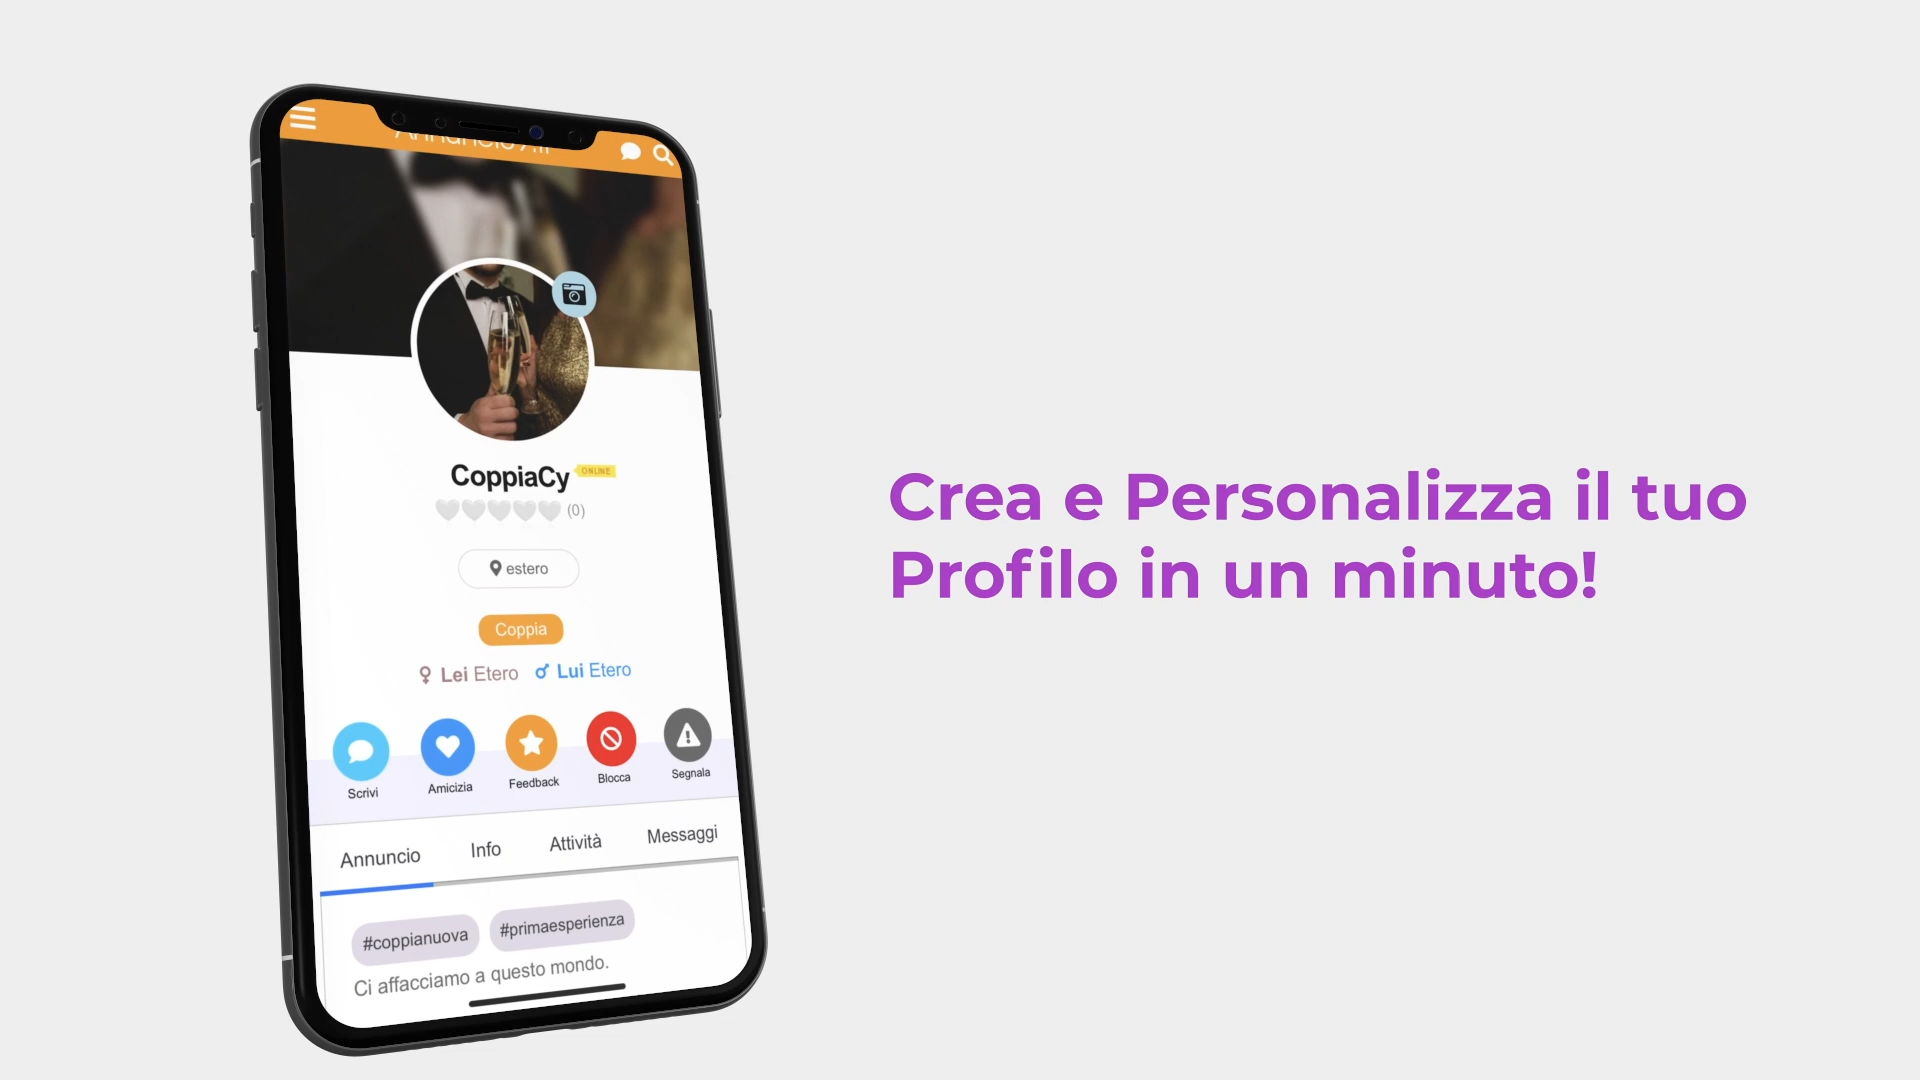 CoppiaCy ONLINE
(0)
estero
Coppia
Lei Etero Lui Etero
Scrivi Amicizia Feedback Blocca Segnala
Annuncio Info Attività Messaggi
#coppianuova #primaesperienza
Ci affacciamo a questo mondo.
Crea e Personalizza il tuo
Profilo in un minuto!